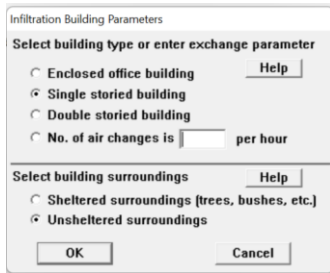 Infiltration Building Parameters
Select building type or enter exchange parameter
Enclosed office building Help
Single storied building
Double storied building
No. of air changes is per hour
Select building surroundings Help
Sheltered surroundings (trees, bushes, etc.)
Unsheltered surroundings
OK Cancel